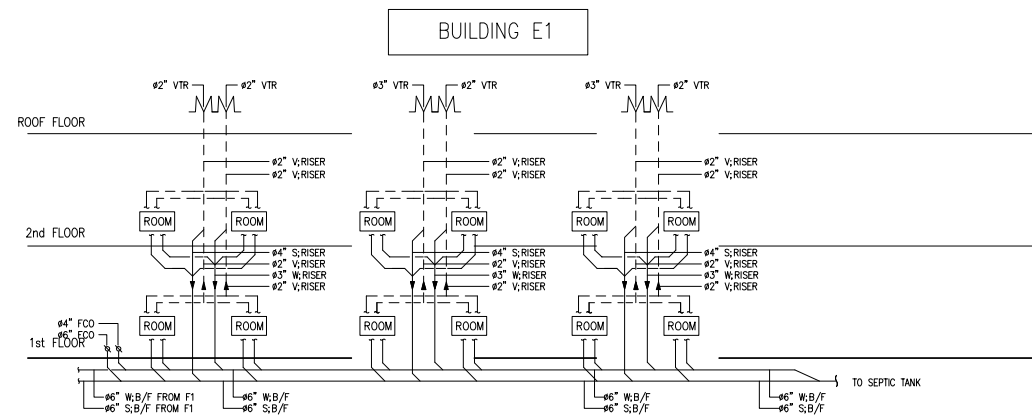 BUILDING E1
ø2" VTR ø2" VTR ø3" VTR ø2" VTR ø3" VTR ø2" VTR
ROOF FLOOR
ø2" V;RISER ø2" V;RISER ø2" V;RISER
ø2" V;RISER ø2" V;RISER ø2" V;RISER
ROOM ROOM ROOM ROOM ROOM ROOM
2nd FLOOR
ø4" S;RISER ø4" S;RISER ø4" S;RISER
ø2" V;RISER ø2" V;RISER ø2" V;RISER
ø3" W;RISER ø3" W;RISER ø3" W;RISER
ø2" V;RISER ø2" V;RISER ø2" V;RISER
ø4" FCO
ROOM ROOM ROOM ROOM ROOM ROOM
ø6" FCO
1st FLOOR
TO SEPTIC TANK
ø6" W;B/F FROM F1 ø6" W;B/F ø6" W;B/F ø6" W;B/F
ø6" S;B/F FROM F1 ø6" S;B/F ø6" S;B/F ø6" S;B/F